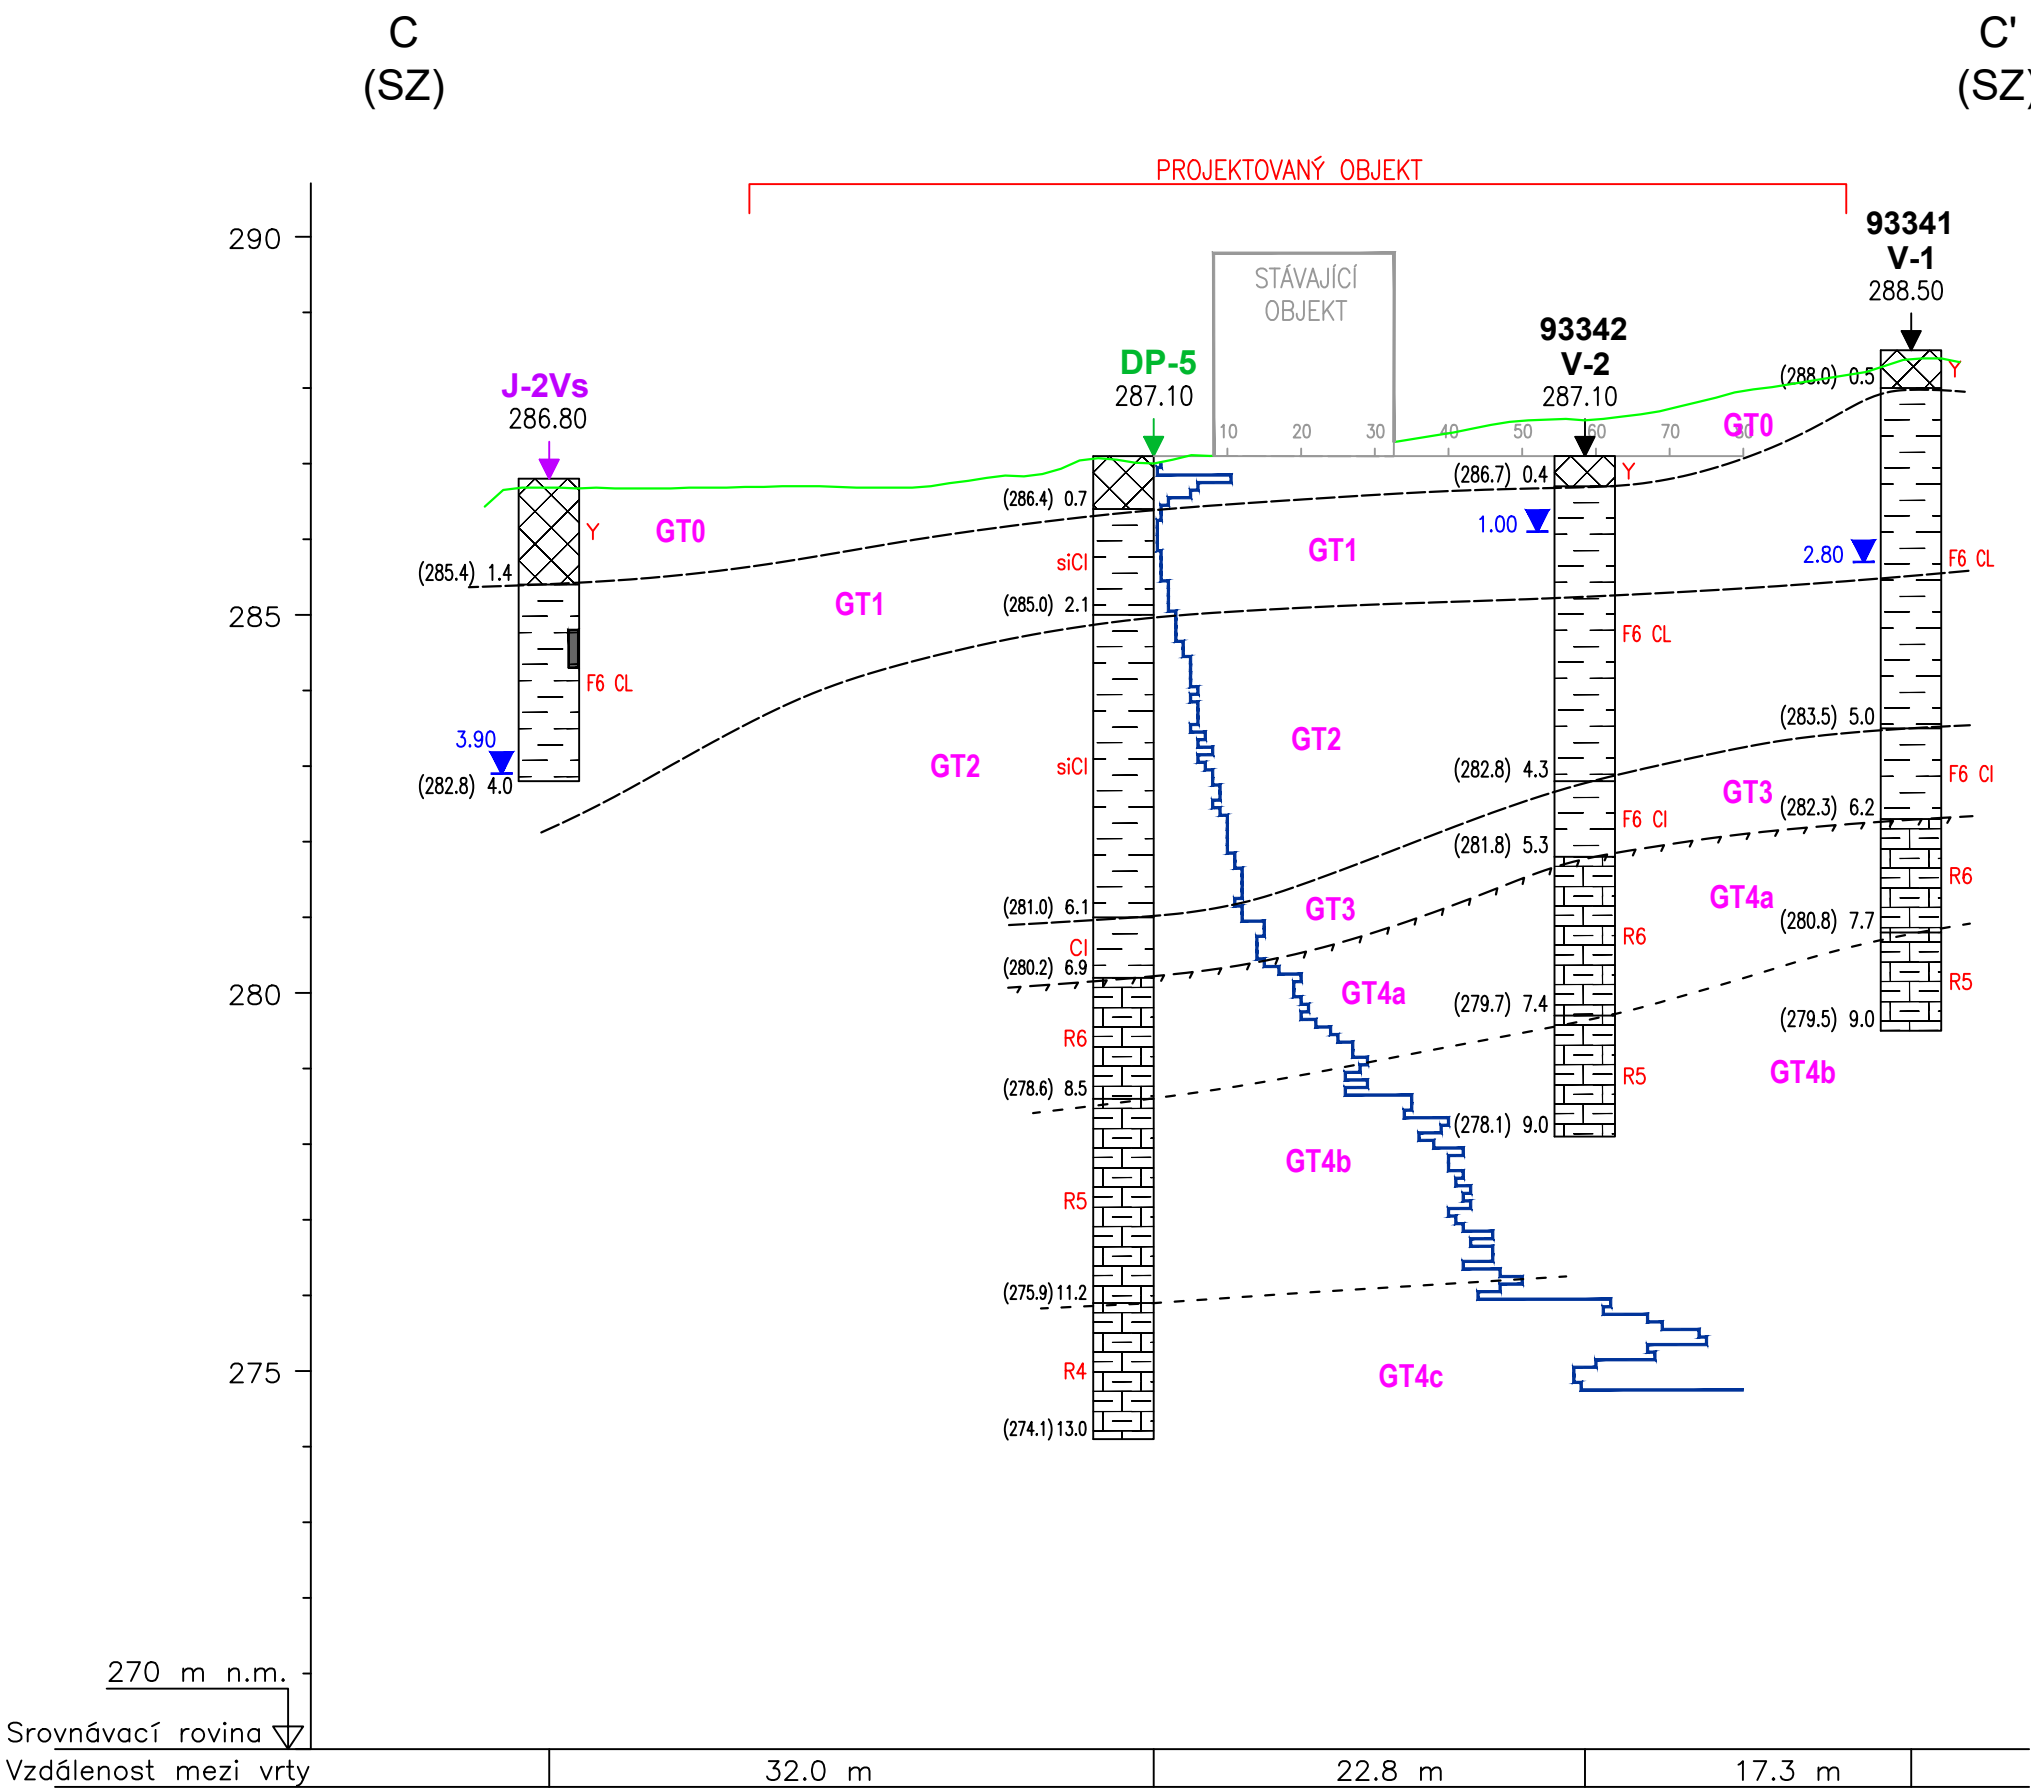 C
(SZ)
C'
(SZ)
PROJEKTOVANÝ OBJEKT
290
285
280
275
270 m n.m.
Srovnávací rovina
Vzdálenost mezi vrty
32.0 m
22.8 m
17.3 m
J-2Vs
286.80
Y
(285.4) 1.4
F6 CL
3.90
(282.8) 4.0
GT0
GT1
GT2
DP-5
287.10
(286.4) 0.7
siCl
(285.0) 2.1
siCl
(281.0) 6.1
Cl
(280.2) 6.9
R6
(278.6) 8.5
R5
(275.9) 11.2
R4
(274.1) 13.0
STÁVAJÍCÍ
OBJEKT
10 20 30 40 50 60 70 80
GT1
GT2
GT3
GT4a
GT4b
GT4c
93342
V-2
287.10
(286.7) 0.4
Y
1.00
F6 CL
(282.8) 4.3
F6 CI
(281.8) 5.3
R6
(279.7) 7.4
R5
(278.1) 9.0
GT0
GT3
GT4a
GT4b
93341
V-1
288.50
(288.0) 0.5
Y
2.80
F6 CL
(283.5) 5.0
F6 CI
(282.3) 6.2
R6
(280.8) 7.7
R5
(279.5) 9.0